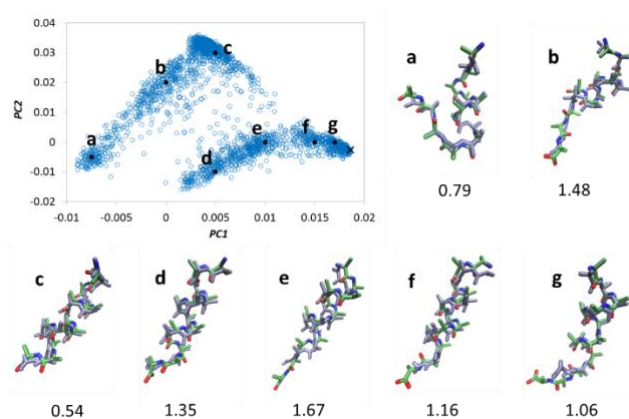 0.04
0.03
0.02
0.01
0
-0.01
-0.02
PC2
-0.01 -0.005 0 0.005 0.01 0.015 0.02
PC1
a b c d e f g x
a
0.79
b
1.48
c
0.54
d
1.35
e
1.67
f
1.16
g
1.06